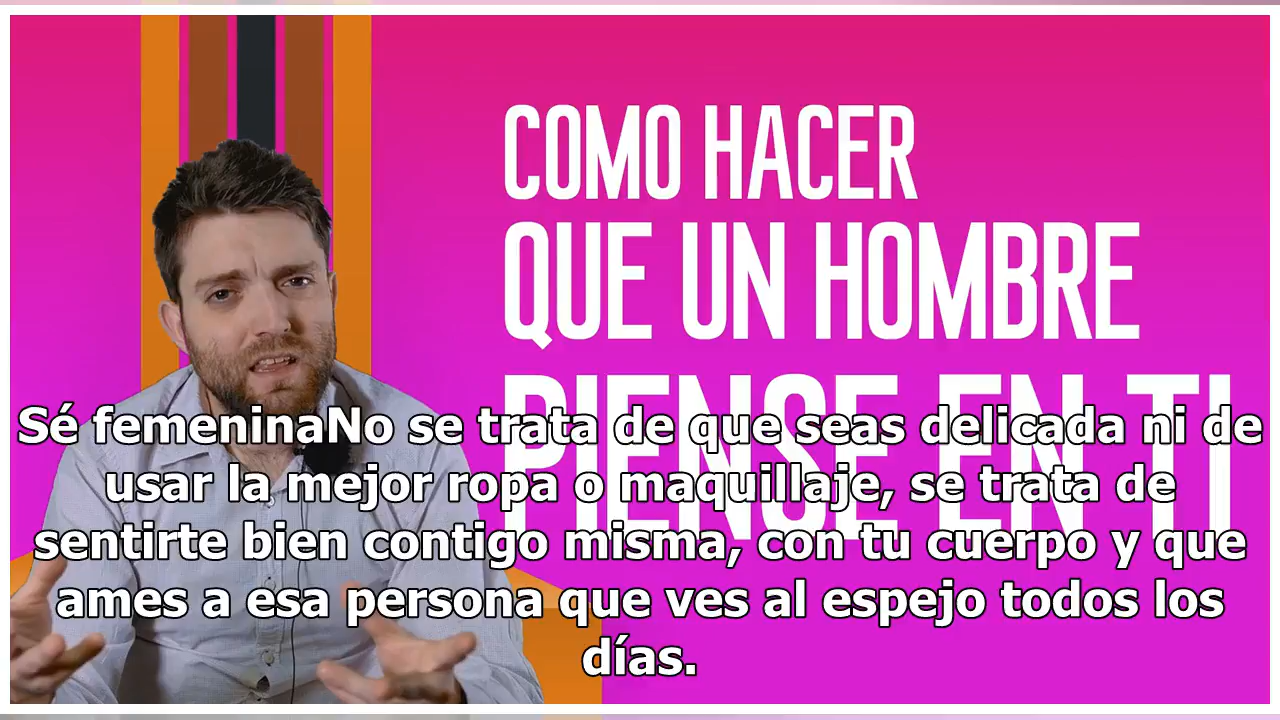 COMO HACER
QUE UN HOMBRE
PIENSE EN TI
Sé femeninaNo se trata de que seas delicada ni de
usar la mejor ropa o maquillaje, se trata de
sentirte bien contigo misma, con tu cuerpo y que
ames a esa persona que ves al espejo todos los
días.